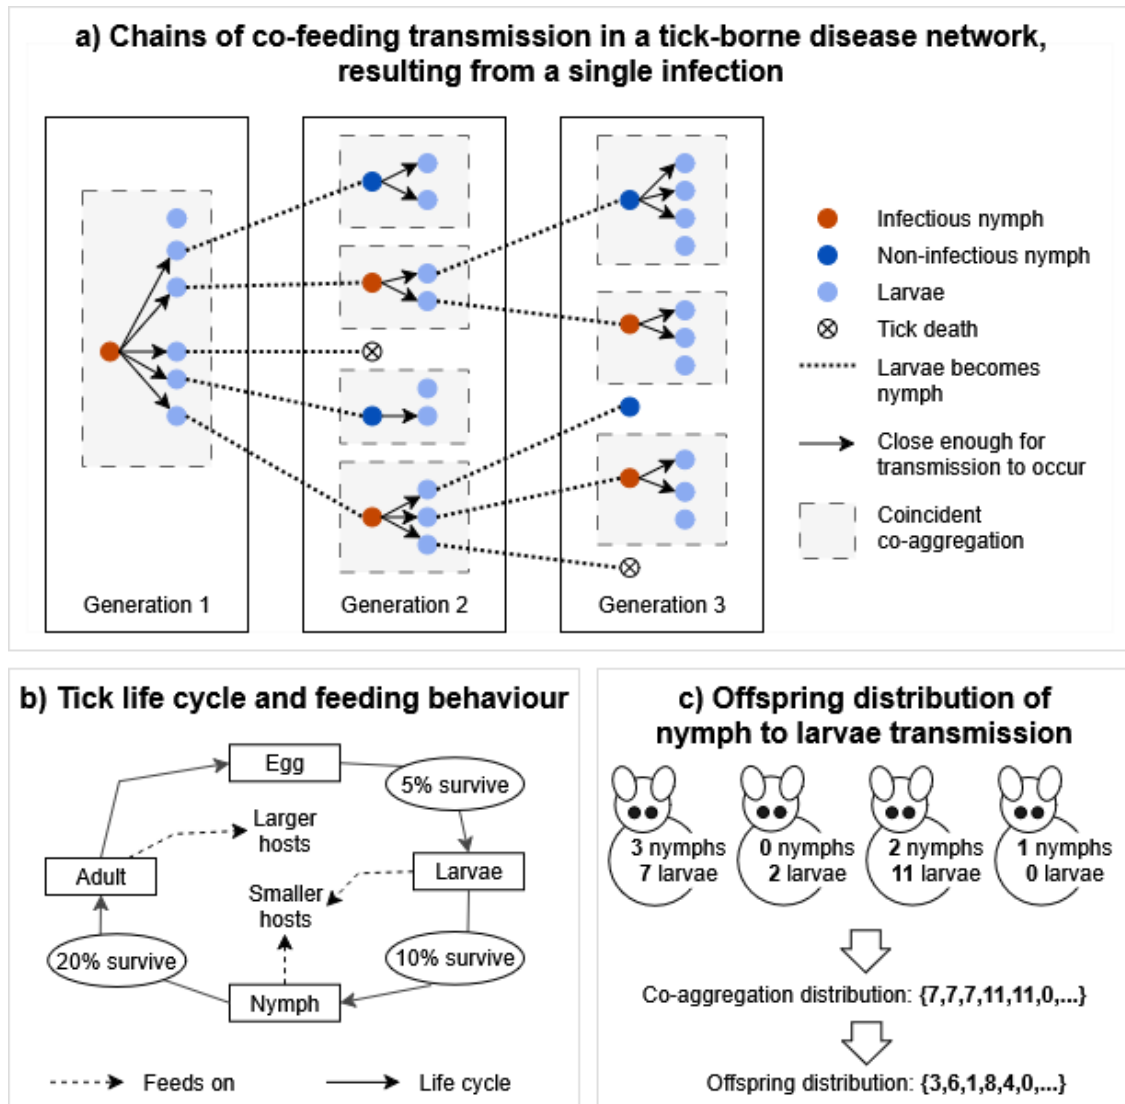 a) Chains of co-feeding transmission in a tick-borne disease network,
resulting from a single infection
Generation 1
Generation 2
Generation 3
Infectious nymph
Non-infectious nymph
Larvae
Tick death
Larvae becomes
nymph
Close enough for
transmission to occur
Coincident
co-aggregation
b) Tick life cycle and feeding behaviour
Egg
5% survive
Larger
hosts
Adult
Larvae
Smaller
hosts
20% survive
10% survive
Nymph
Feeds on
Life cycle
c) Offspring distribution of
nymph to larvae transmission
3 nymphs
7 larvae
0 nymphs
2 larvae
2 nymphs
11 larvae
1 nymphs
0 larvae
Co-aggregation distribution: {7,7,7,11,11,0,...}
Offspring distribution: {3,6,1,8,4,0,...}